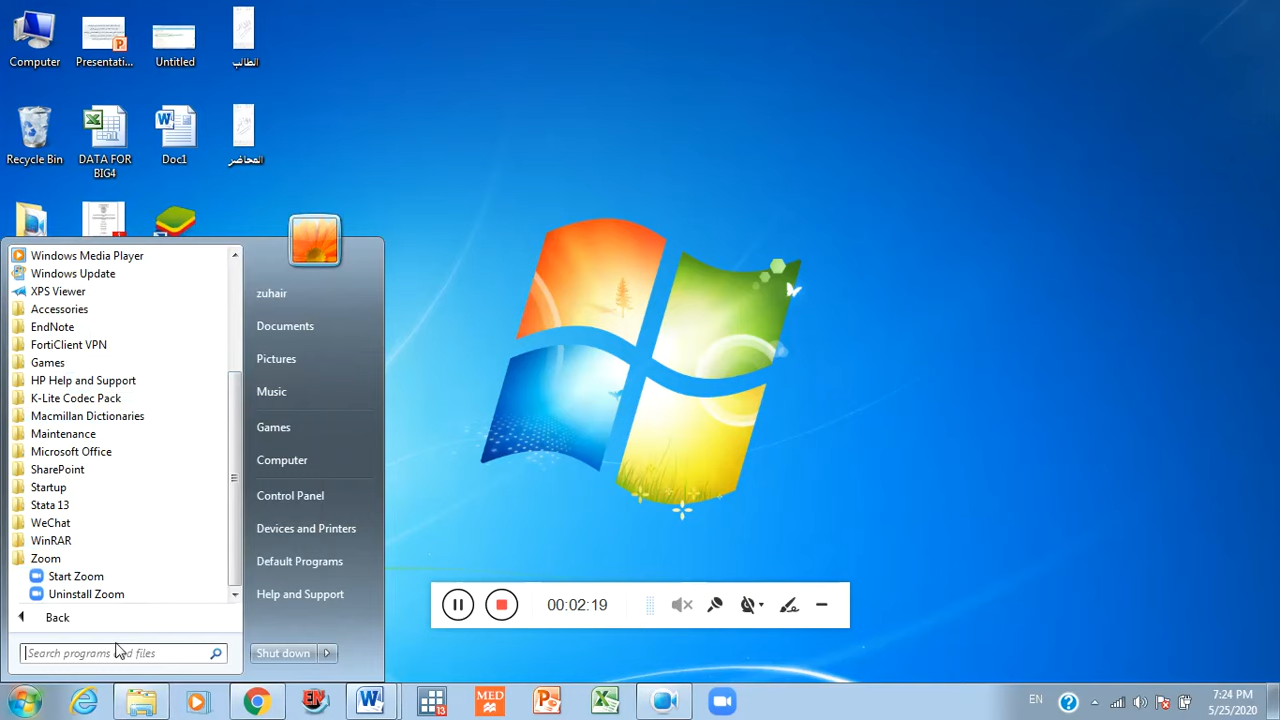 Computer
Presentati...
Untitled
الطالب
Recycle Bin
DATA FOR
BIG4
Doc1
المحاضر
Windows Media Player
Windows Update
XPS Viewer
Accessories
EndNote
FortiClient VPN
Games
HP Help and Support
K-Lite Codec Pack
Macmillan Dictionaries
Maintenance
Microsoft Office
SharePoint
Startup
Stata 13
WeChat
WinRAR
Zoom
Start Zoom
Uninstall Zoom
Back
Search programs and files
zuhair
Documents
Pictures
Music
Games
Computer
Control Panel
Devices and Printers
Default Programs
Help and Support
Shut down
00:02:19
13
MED
EN
7:24 PM
5/25/2020